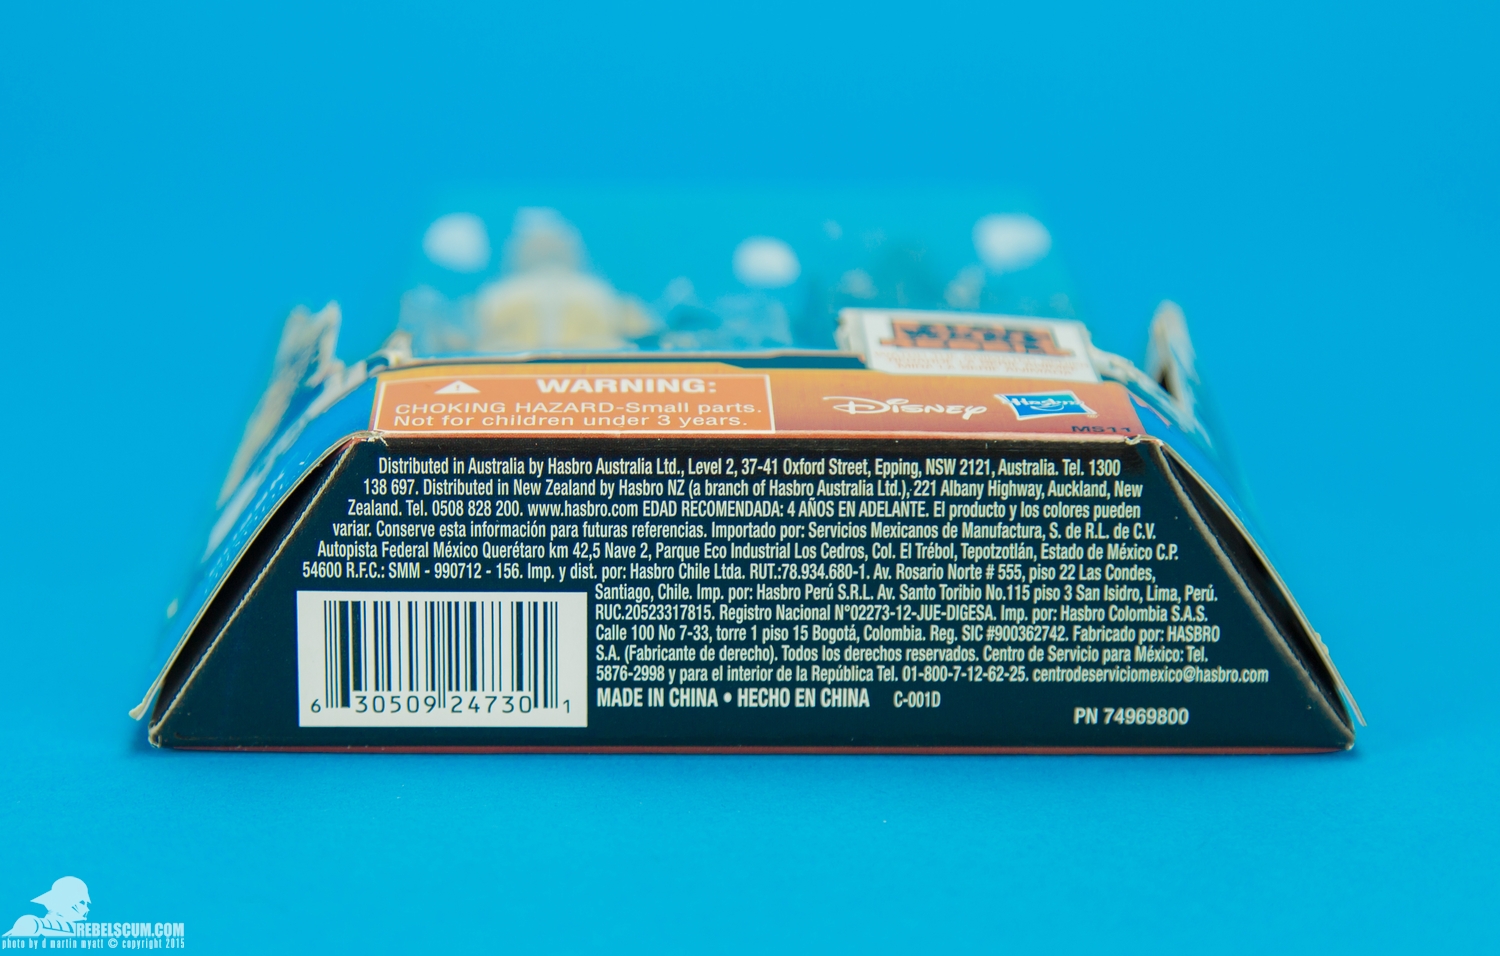 WARNING:
CHOKING HAZARD-Small parts.
Not for children under 3 years.
Disney
Hasbro
MS11
Distributed in Australia by Hasbro Australia Ltd., Level 2, 37-41 Oxford Street, Epping, NSW 2121, Australia. Tel. 1300
138 697. Distributed in New Zealand by Hasbro NZ (a branch of Hasbro Australia Ltd.), 221 Albany Highway, Auckland, New
Zealand. Tel. 0508 828 200. www.hasbro.com EDAD RECOMENDADA: 4 AÑOS EN ADELANTE. El producto y los colores pueden
variar. Conserve esta información para futuras referencias. Importado por: Servicios Mexicanos de Manufactura, S. de R.L. de C.V.
Autopista Federal México Querétaro km 42,5 Nave 2, Parque Eco Industrial Los Cedros, Col. El Trébol, Tepotzotlán, Estado de México C.P.
54600 R.F.C.: SMM - 990712 - 156. Imp. y dist. por: Hasbro Chile Ltda. RUT.:78.934.680-1. Av. Rosario Norte # 555, piso 22 Las Condes,
Santiago, Chile. Imp. por: Hasbro Perú S.R.L. Av. Santo Toribio No.115 piso 3 San Isidro, Lima, Perú.
RUC.20523317815. Registro Nacional N°02273-12-JUE-DIGESA. Imp. por: Hasbro Colombia S.A.S.
Calle 100 No 7-33, torre 1 piso 15 Bogotá, Colombia. Reg. SIC #900362742. Fabricado por: HASBRO
S.A. (Fabricante de derecho). Todos los derechos reservados. Centro de Servicio para México: Tel.
5876-2998 y para el interior de la República Tel. 01-800-7-12-62-25. centrodeserviciomexico@hasbro.com
MADE IN CHINA • HECHO EN CHINA C-001D
PN 74969800
6 30509 24730 1
REBELSCUM.COM
photo by d martin myatt © copyright 2015